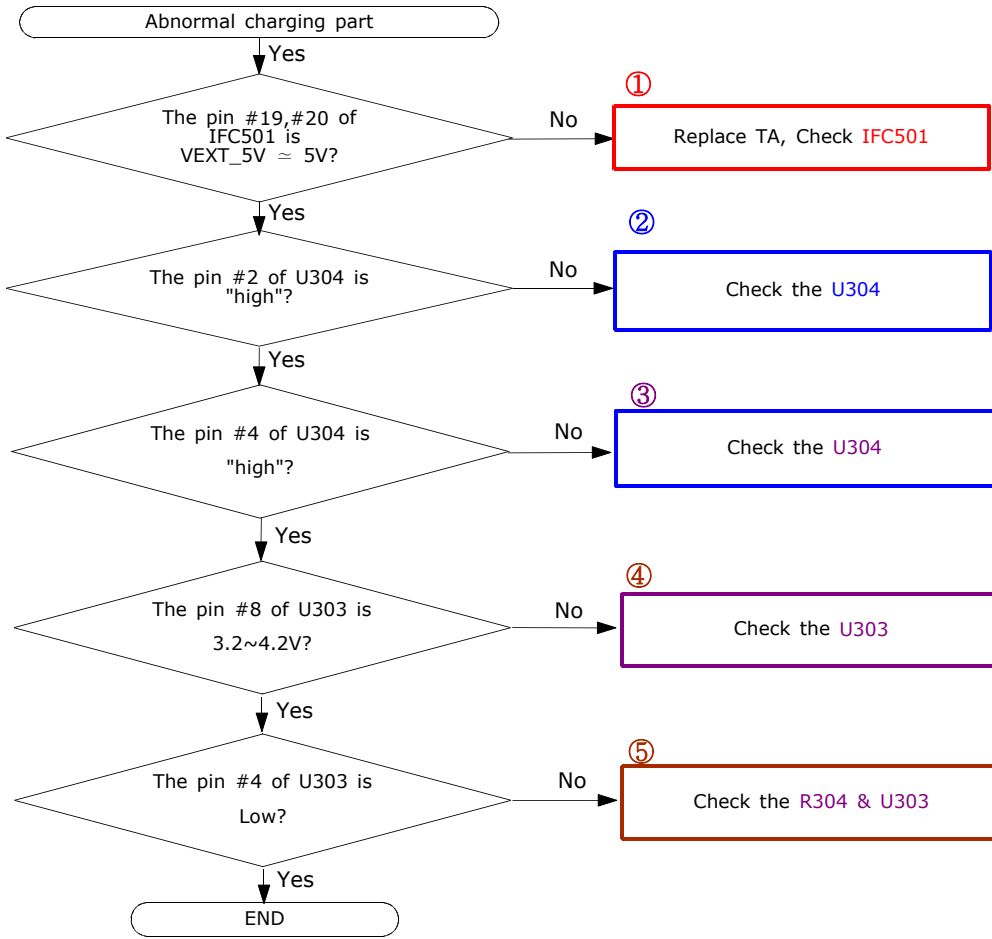 Abnormal charging part
Yes
The pin #19,#20 of
IFC501 is
VEXT_5V ≃ 5V?
No
①
Replace TA, Check IFC501
Yes
The pin #2 of U304 is
"high"?
No
②
Check the U304
Yes
The pin #4 of U304 is
"high"?
No
③
Check the U304
Yes
The pin #8 of U303 is
3.2~4.2V?
No
④
Check the U303
Yes
The pin #4 of U303 is
Low?
No
⑤
Check the R304 & U303
Yes
END